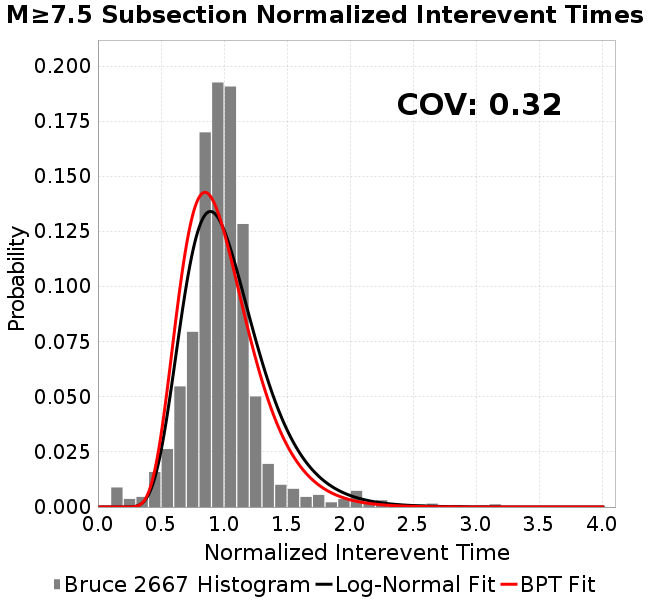 M≥7.5 Subsection Normalized Interevent Times
COV: 0.32
Probability
0.200
0.175
0.150
0.125
0.100
0.075
0.050
0.025
0.000
0.0 0.5 1.0 1.5 2.0 2.5 3.0 3.5 4.0
Normalized Interevent Time
Bruce 2667 Histogram Log-Normal Fit BPT Fit